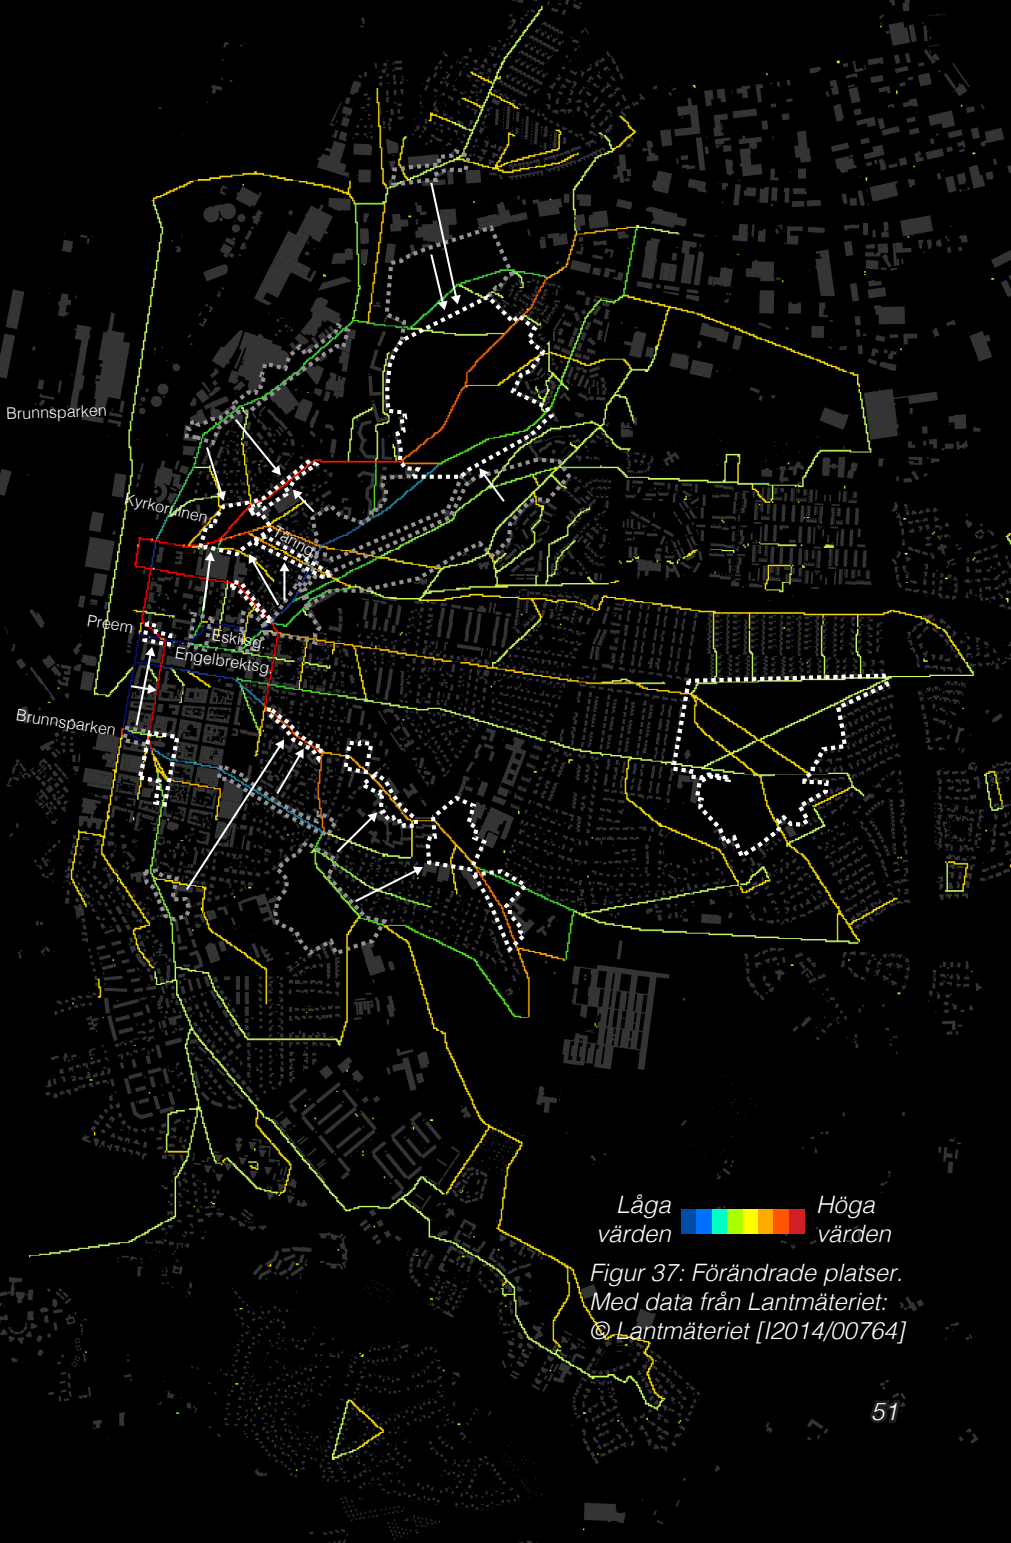 Brunnsparken
Kyrkoruinen
Täring.
Preem
Eskilsg.
Engelbrektsg.
Brunnsparken
Låga värden
Höga värden
Figur 37: Förändrade platser.
Med data från Lantmäteriet:
© Lantmäteriet [I2014/00764]
51